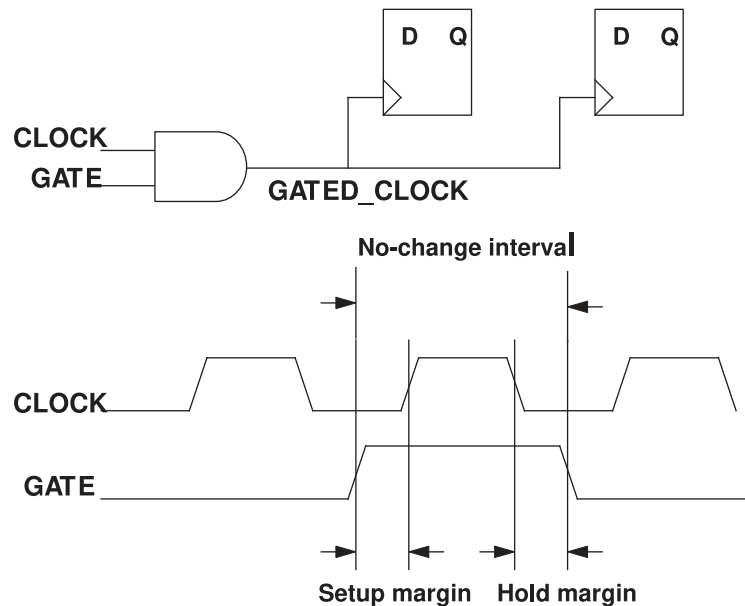 D Q
D Q
CLOCK
GATE
GATED_CLOCK
No-change interval
CLOCK
GATE
Setup margin
Hold margin